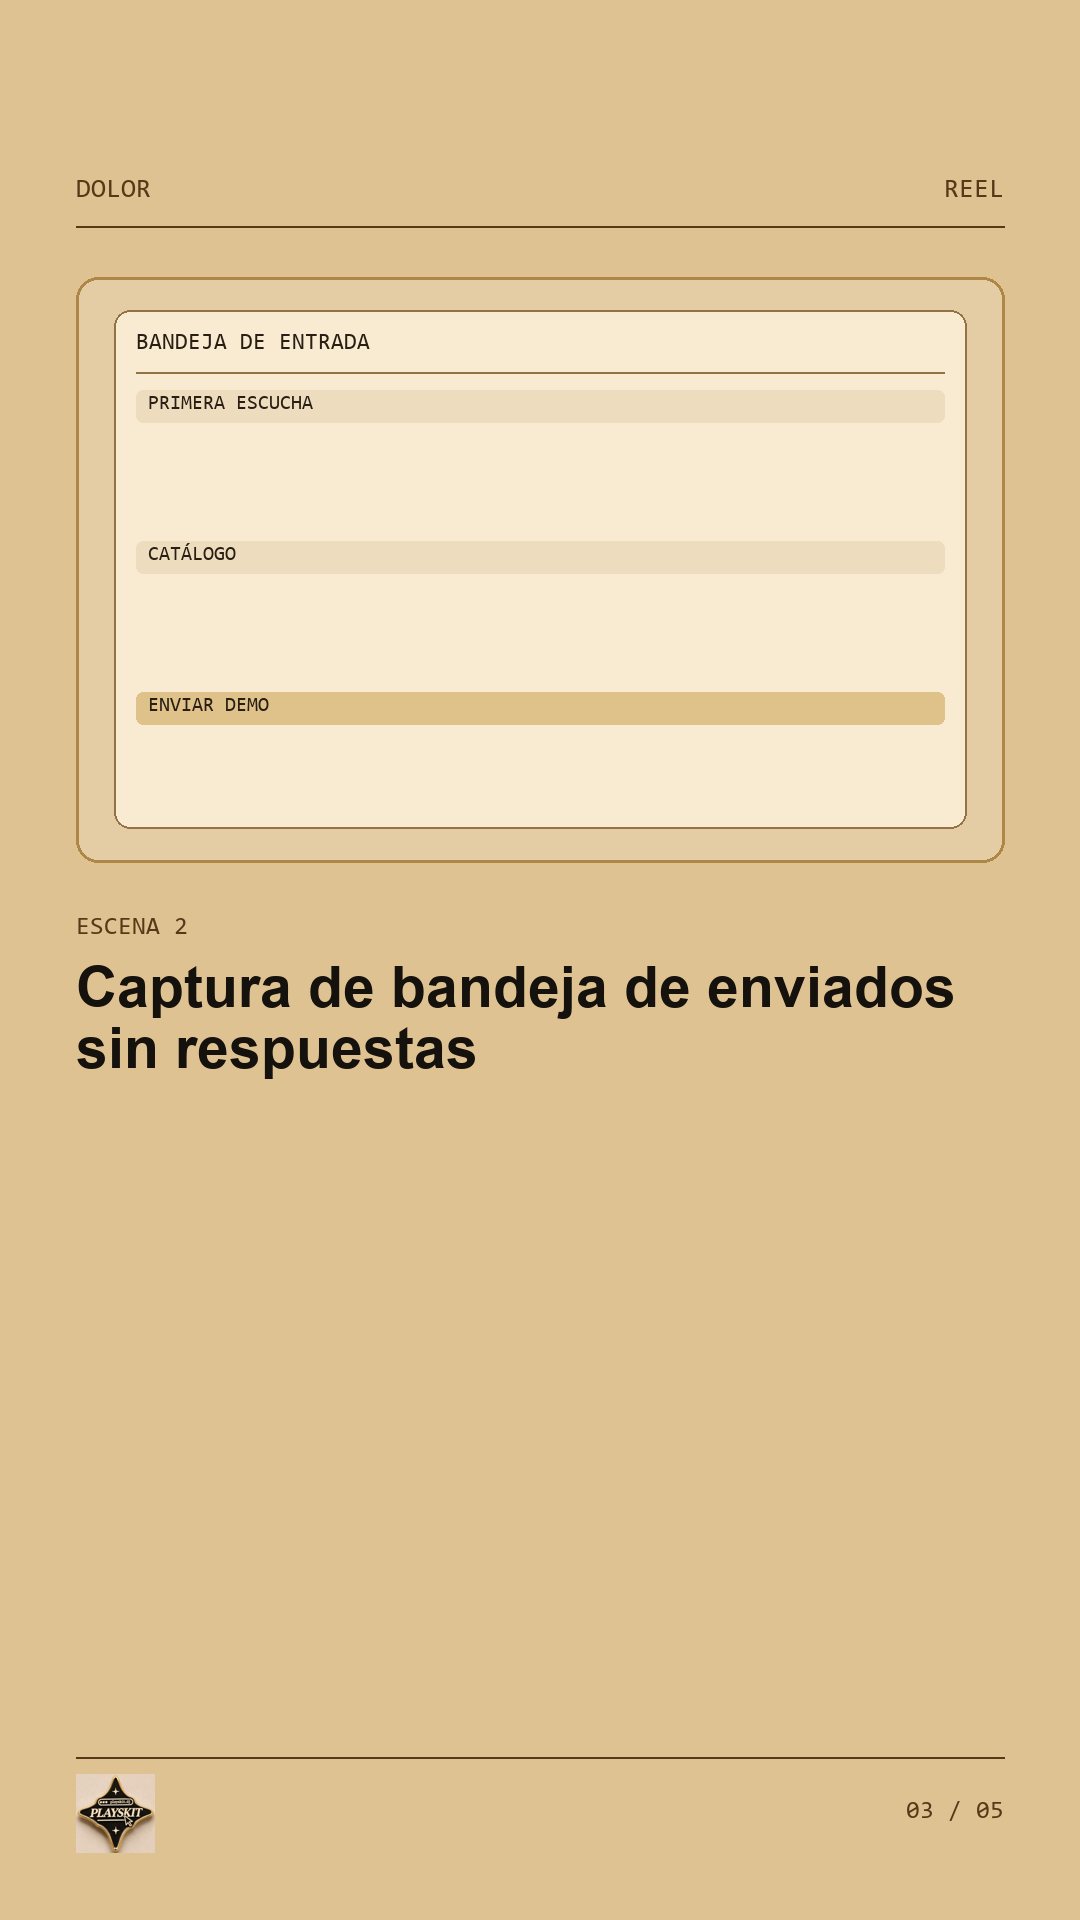 DOLOR
REEL
BANDEJA DE ENTRADA
PRIMERA ESCUCHA
CATÁLOGO
ENVIAR DEMO
ESCENA 2
Captura de bandeja de enviados
sin respuestas
PLAYSKIT
03 / 05